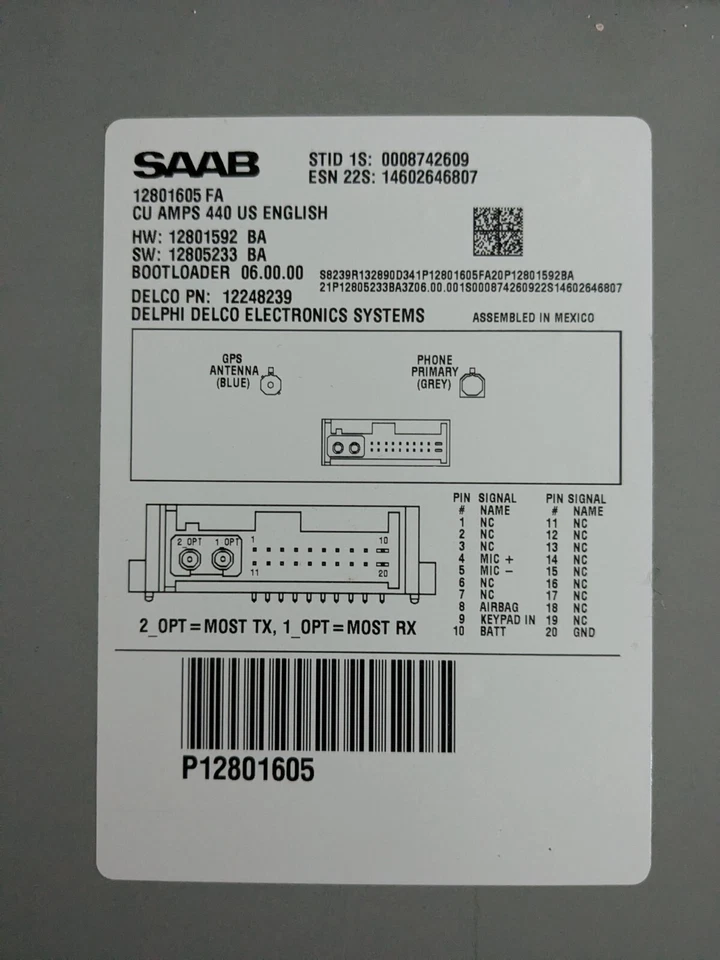 SAAB
STID 1S: 0008742609
ESN 22S: 14602646807
12801605 FA
CU AMPS 440 US ENGLISH
HW: 12801592 BA
SW: 12805233 BA
BOOTLOADER 06.00.00
S8239R132890D341P12801605FA20P12801592BA
21P12805233BA3Z06.00.001S000874260922S14602646807
DELCO PN: 12248239
DELPHI DELCO ELECTRONICS SYSTEMS
ASSEMBLED IN MEXICO
GPS
ANTENNA
(BLUE)
PHONE
PRIMARY
(GREY)
2 OPT 1 OPT 1 10
11 20
2_OPT=MOST TX, 1_OPT=MOST RX
PIN SIGNAL PIN SIGNAL
# NAME # NAME
1 NC 11 NC
2 NC 12 NC
3 NC 13 NC
4 MIC + 14 NC
5 MIC - 15 NC
6 NC 16 NC
7 NC 17 NC
8 AIRBAG 18 NC
9 KEYPAD IN 19 NC
10 BATT 20 GND
P12801605